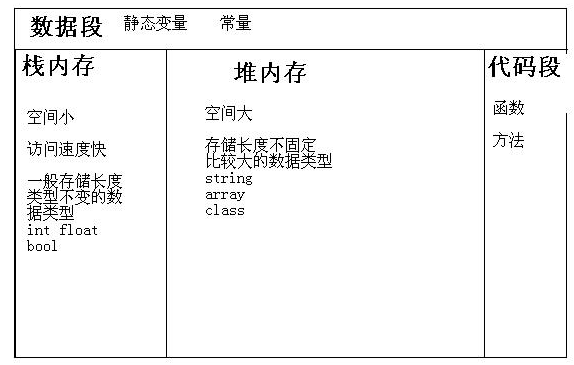 数据段 静态变量 常量
栈内存
空间小
访问速度快
一般存储长度
类型不变的数
据类型
int float
bool
堆内存
空间大
存储长度不固定
比较大的数据类型
string
array
class
代码段
函数
方法